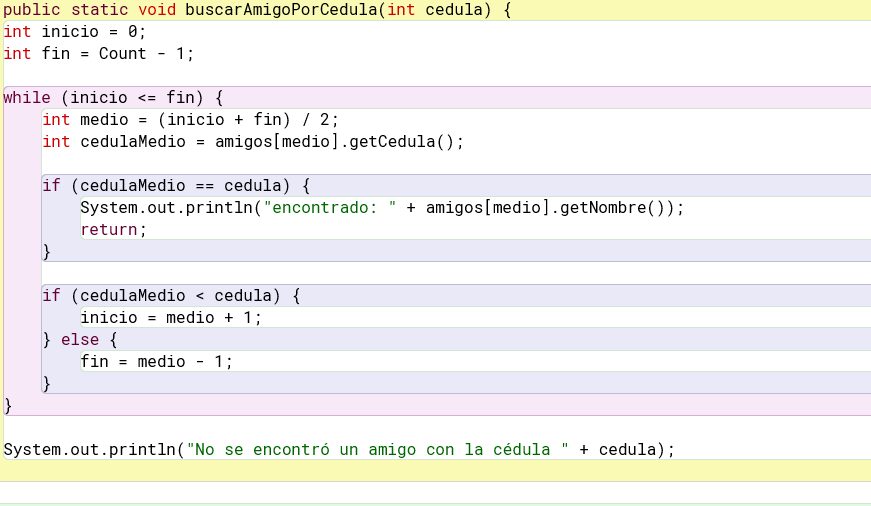 public static void buscarAmigoPorCedula(int cedula) {
int inicio = 0;
int fin = Count - 1;
while (inicio <= fin) {
int medio = (inicio + fin) / 2;
int cedulaMedio = amigos[medio].getCedula();
if (cedulaMedio == cedula) {
System.out.println("encontrado: " + amigos[medio].getNombre());
return;
}
if (cedulaMedio < cedula) {
inicio = medio + 1;
} else {
fin = medio - 1;
}
}
System.out.println("No se encontró un amigo con la cédula " + cedula);